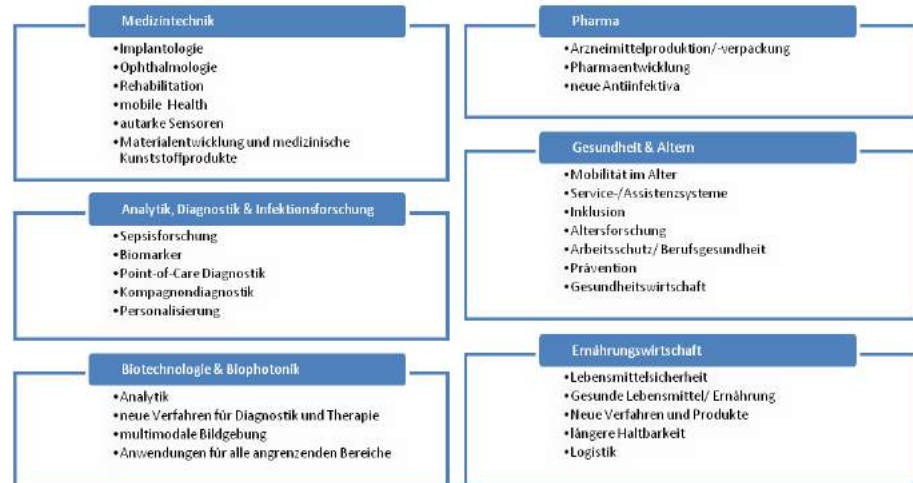 Medizintechnik
•Implantologie
•Ophthalmologie
•Rehabilitation
•mobile Health
•autarke Sensoren
•Materialentwicklung und medizinische
Kunststoffprodukte
Analytik, Diagnostik & Infektionsforschung
•Sepsisforschung
•Biomarker
•Point-of-Care Diagnostik
•Kompagnondiagnostik
•Personalisierung
Biotechnologie & Biophotonik
•Analytik
•neue Verfahren für Diagnostik und Therapie
•multimodale Bildgebung
•Anwendungen für alle angrenzenden Bereiche
Pharma
•Arzneimittelproduktion/-verpackung
•Pharmaentwicklung
•neue Antiinfektiva
Gesundheit & Altern
•Mobilität im Alter
•Service-/Assistenzsysteme
•Inklusion
•Altersforschung
•Arbeitsschutz/ Berufsgesundheit
•Prävention
•Gesundheitswirtschaft
Ernährungswirtschaft
•Lebensmittelsicherheit
•Gesunde Lebensmittel/ Ernährung
•Neue Verfahren und Produkte
•längere Haltbarkeit
•Logistik